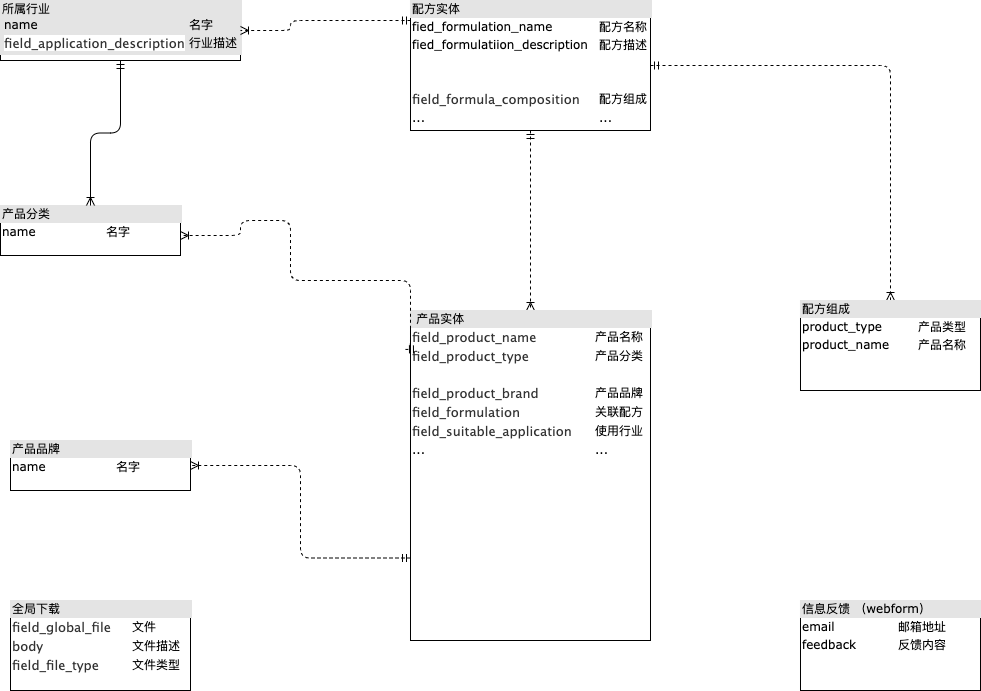 所属行业
name 名字
field_application_description 行业描述
配方实体
fied_formulation_name 配方名称
fied_formulatiion_description 配方描述
field_formula_composition 配方组成
... ...
产品分类
name 名字
产品实体
field_product_name 产品名称
field_product_type 产品分类
field_product_brand 产品品牌
field_formulation 关联配方
field_suitable_application 使用行业
... ...
配方组成
product_type 产品类型
product_name 产品名称
产品品牌
name 名字
全局下载
field_global_file 文件
body 文件描述
field_file_type 文件类型
信息反馈 （webform）
email 邮箱地址
feedback 反馈内容